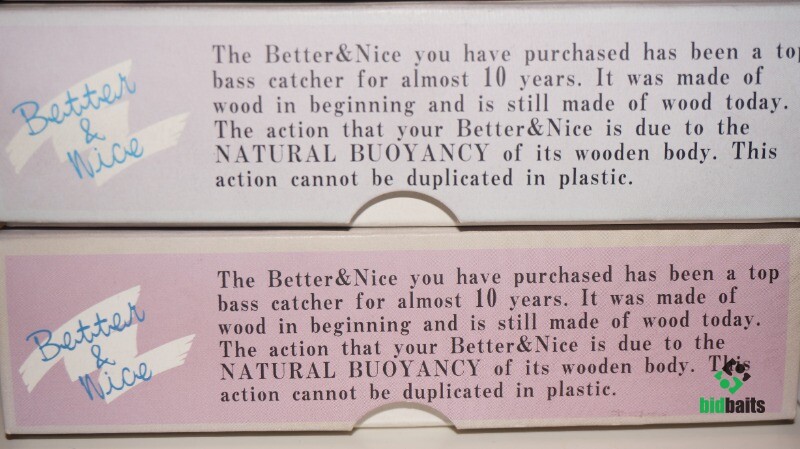 Better
&
Nice
The Better&Nice you have purchased has been a top
bass catcher for almost 10 years. It was made of
wood in beginning and is still made of wood today.
The action that your Better&Nice is due to the
NATURAL BUOYANCY of its wooden body. This
action cannot be duplicated in plastic.
Better
&
Nice
The Better&Nice you have purchased has been a top
bass catcher for almost 10 years. It was made of
wood in beginning and is still made of wood today.
The action that your Better&Nice is due to the
NATURAL BUOYANCY of its wooden body. This
action cannot be duplicated in plastic.
bidbaits